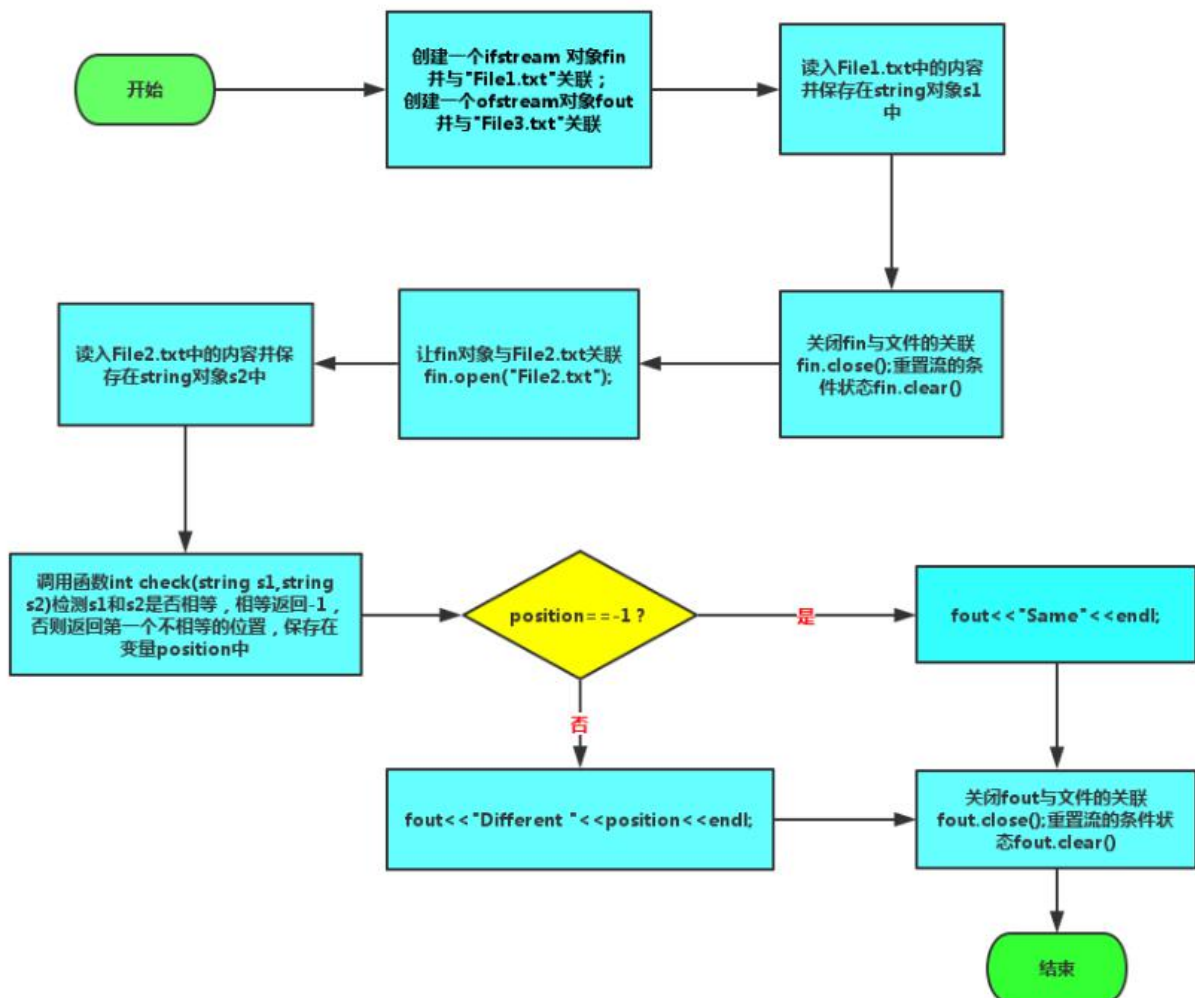 开始
创建一个ifstream 对象fin
并与"File1.txt"关联；
创建一个ofstream对象fout
并与"File3.txt"关联
读入File1.txt中的内容
并保存在string对象s1
中
关闭fin与文件的关联
fin.close();重置流的条
件状态fin.clear()
让fin对象与File2.txt关联
fin.open("File2.txt");
读入File2.txt中的内容并保
存在string对象s2中
调用函数int check(string s1,string
s2)检测s1和s2是否相等，相等返回-1，
否则返回第一个不相等的位置，保存在
变量position中
position==-1 ?
是
fout<<"Same"<<endl;
否
fout<<"Different "<<position<<endl;
关闭fout与文件的关联
fout.close();重置流的条件状
态fout.clear()
结束